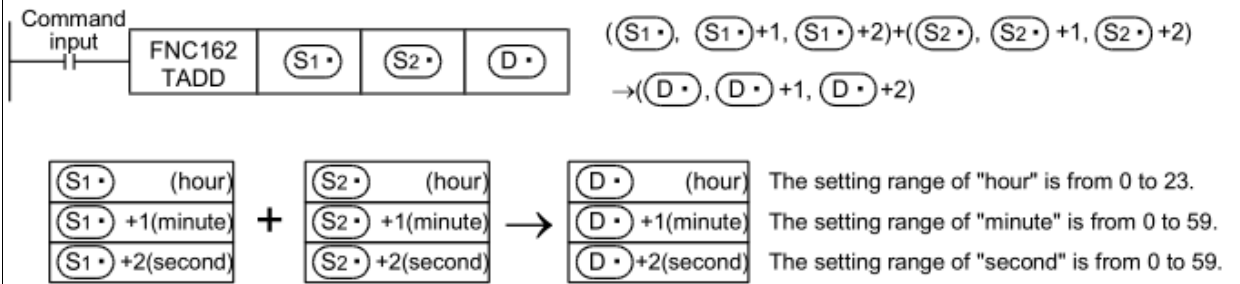 Command
input
FNC162
TADD
S1・
S2・
D・
((S1・), (S1・)+1, (S1・)+2)+((S2・), (S2・) +1, (S2・)+2)
→((D・), (D・)+1, (D・)+2)
S1・ (hour) + S2・ (hour) → D・ (hour) The setting range of "hour" is from 0 to 23.
S1・ +1(minute) S2・ +1(minute) D・ +1(minute) The setting range of "minute" is from 0 to 59.
S1・ +2(second) S2・ +2(second) D・ +2(second) The setting range of "second" is from 0 to 59.